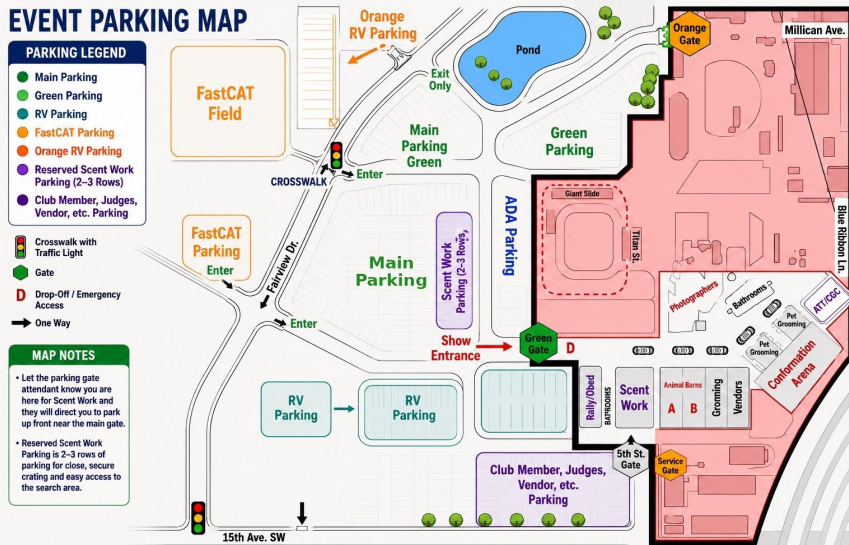 EVENT PARKING MAP
PARKING LEGEND
Main Parking
Green Parking
RV Parking
FastCAT Parking
Orange RV Parking
Reserved Scent Work
Parking (2–3 Rows)
Club Member, Judges,
Vendor, etc. Parking
Crosswalk with
Traffic Light
Gate
D
Drop-Off / Emergency
Access
One Way
MAP NOTES
• Let the parking gate
attendant know you are
here for Scent Work and
they will direct you to park
up front near the main gate.
• Reserved Scent Work
Parking is 2–3 rows of
parking for close, secure
crating and easy access to
the search area.
Orange
RV Parking
FastCAT
Field
Exit
Only
Pond
Orange
Gate
Millican Ave.
Main
Parking
Green
Green
Parking
CROSSWALK
Enter
FastCAT
Parking
Enter
Fairview Dr.
Enter
Main
Parking
Scent Work
Parking (2–3 Rows,
ADA Parking
Giant Slide
Titan St.
Blue Ribbon Ln.
Show
Entrance
Green
Gate
D
Photographers
Bathrooms
ATT/CGC
Pet
Grooming
Pet
Grooming
Conformation
Arena
RV
Parking
RV
Parking
Rally/Obed
BATROOMS
Scent
Work
Animal Barns
A
B
Grooming
Vendors
5th St.
Gate
Service
Gate
Club Member, Judges,
Vendor, etc.
Parking
15th Ave. SW